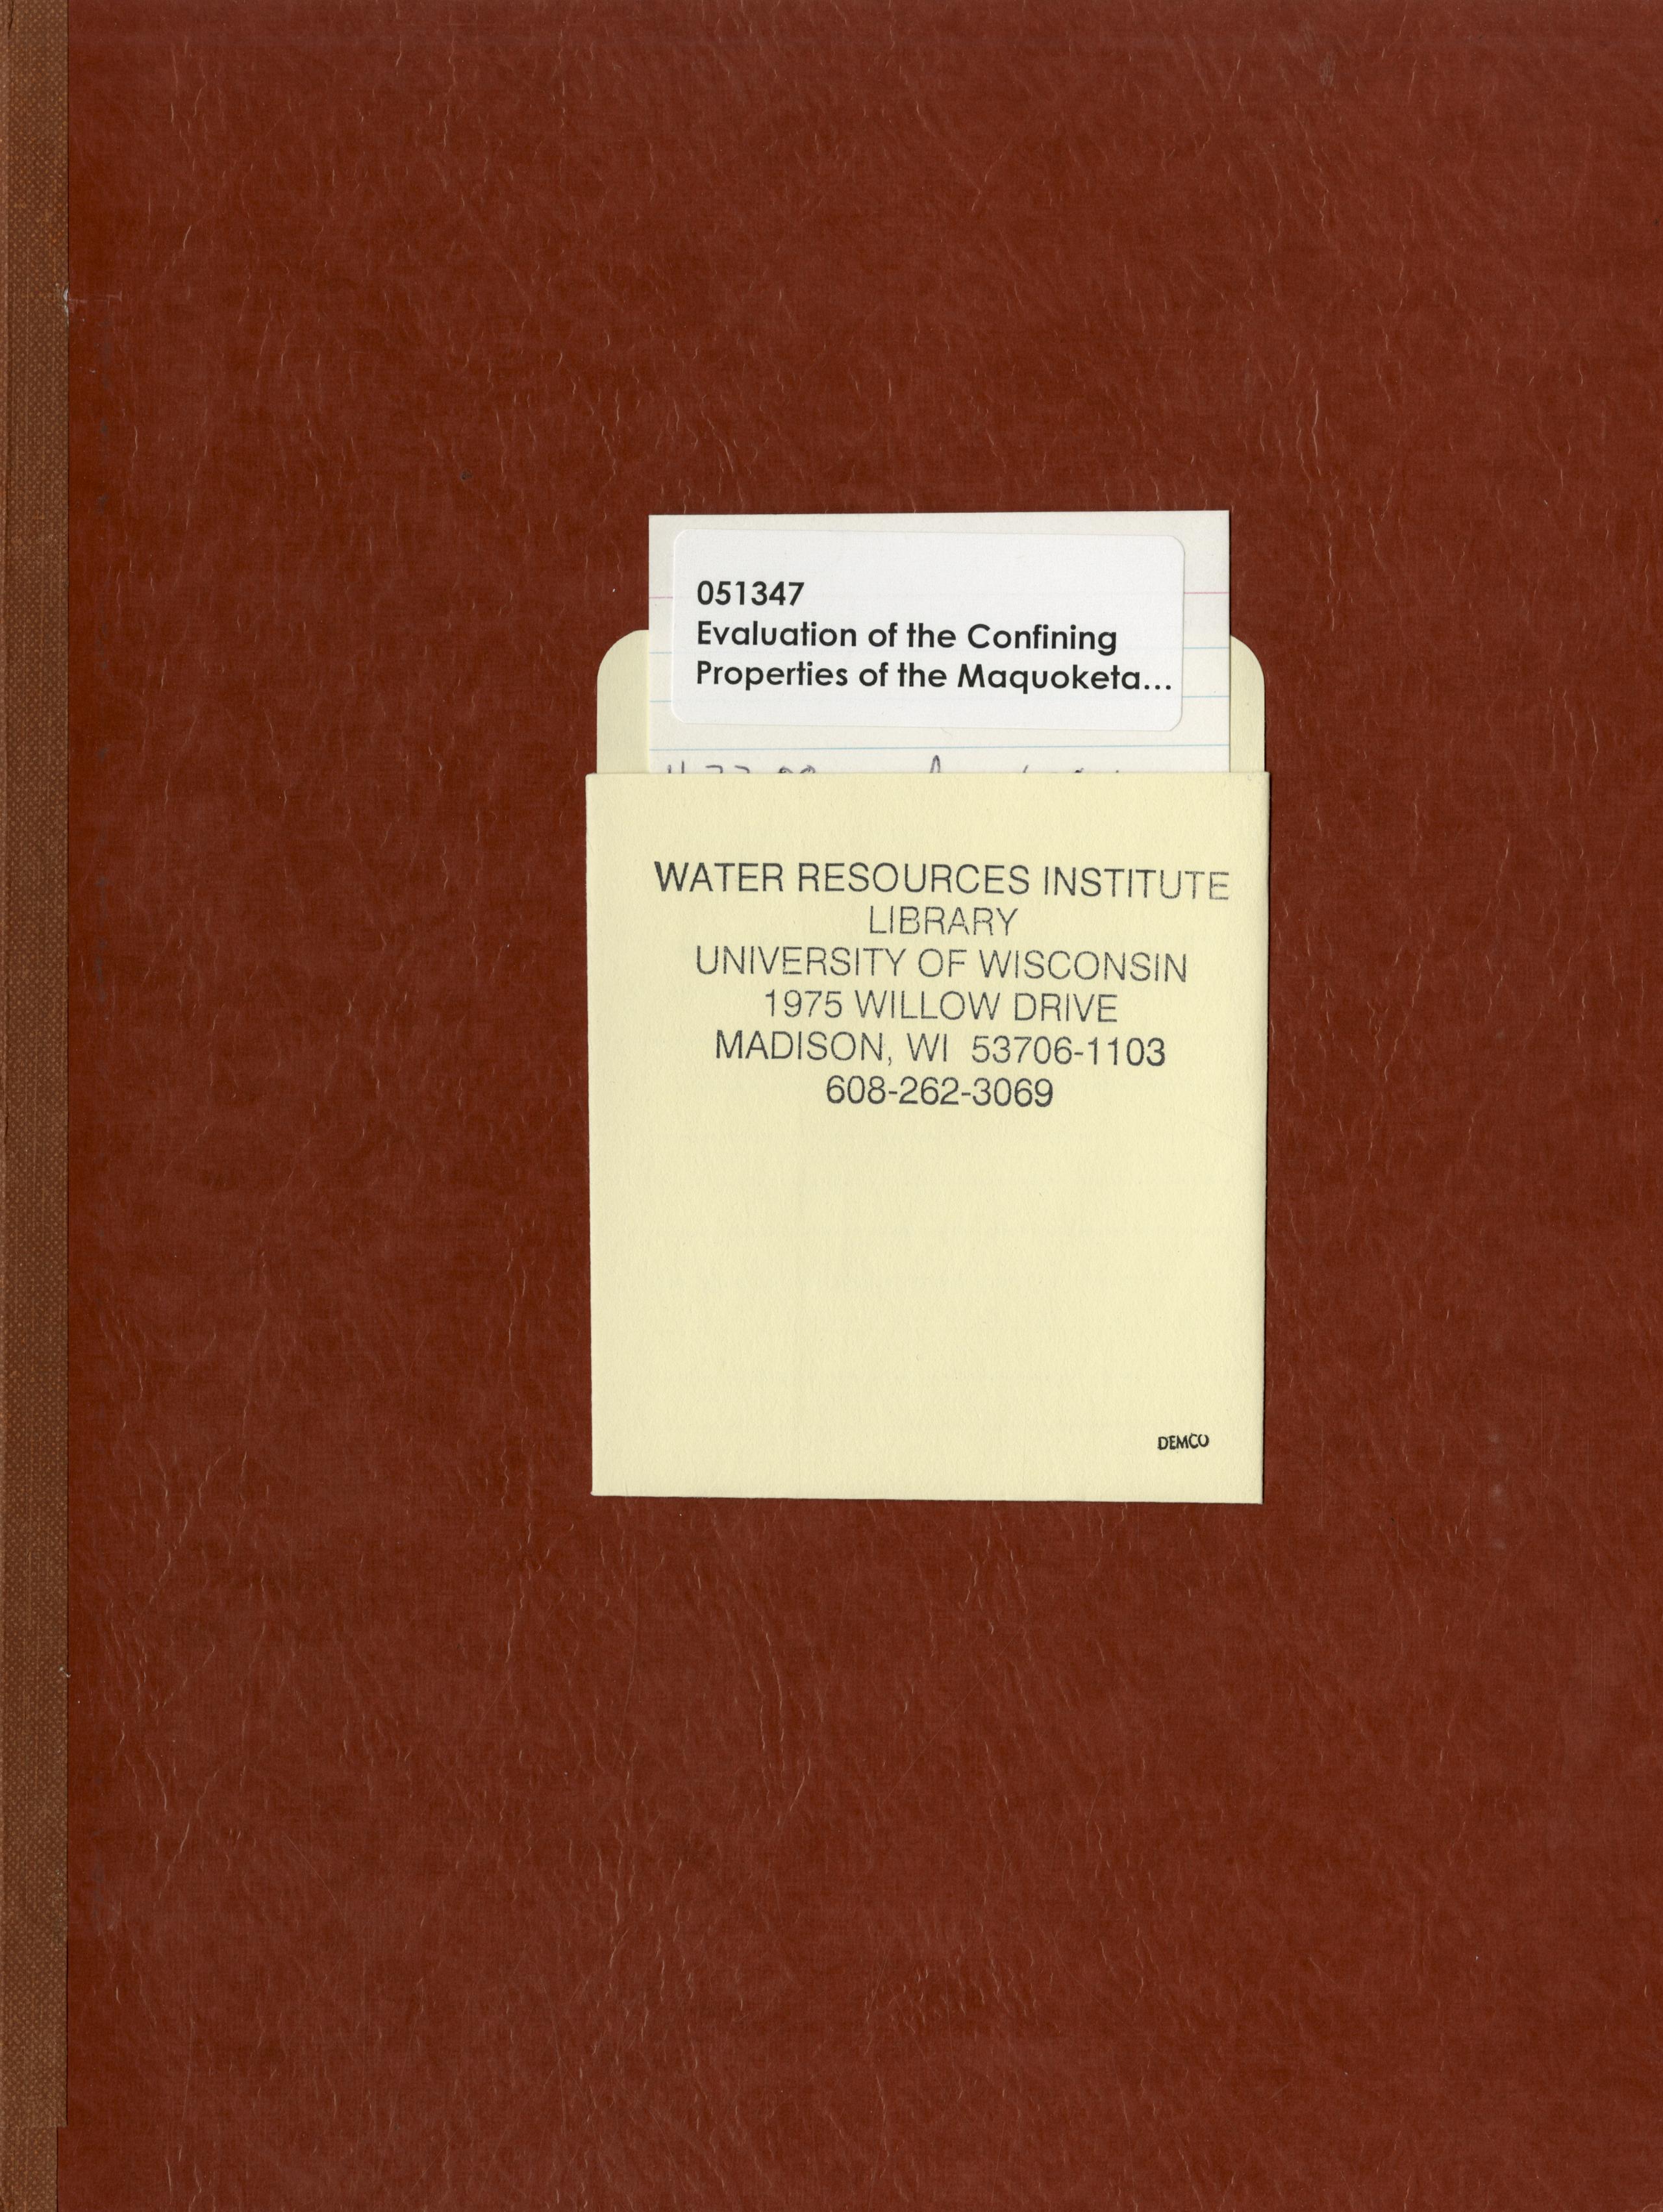 051347
Evaluation of the Confining
Properties of the Maquoketa...
WATER RESOURCES INSTITUTE
LIBRARY
UNIVERSITY OF WISCONSIN
1975 WILLOW DRIVE
MADISON, WI 53706-1103
608-262-3069
DEMCO